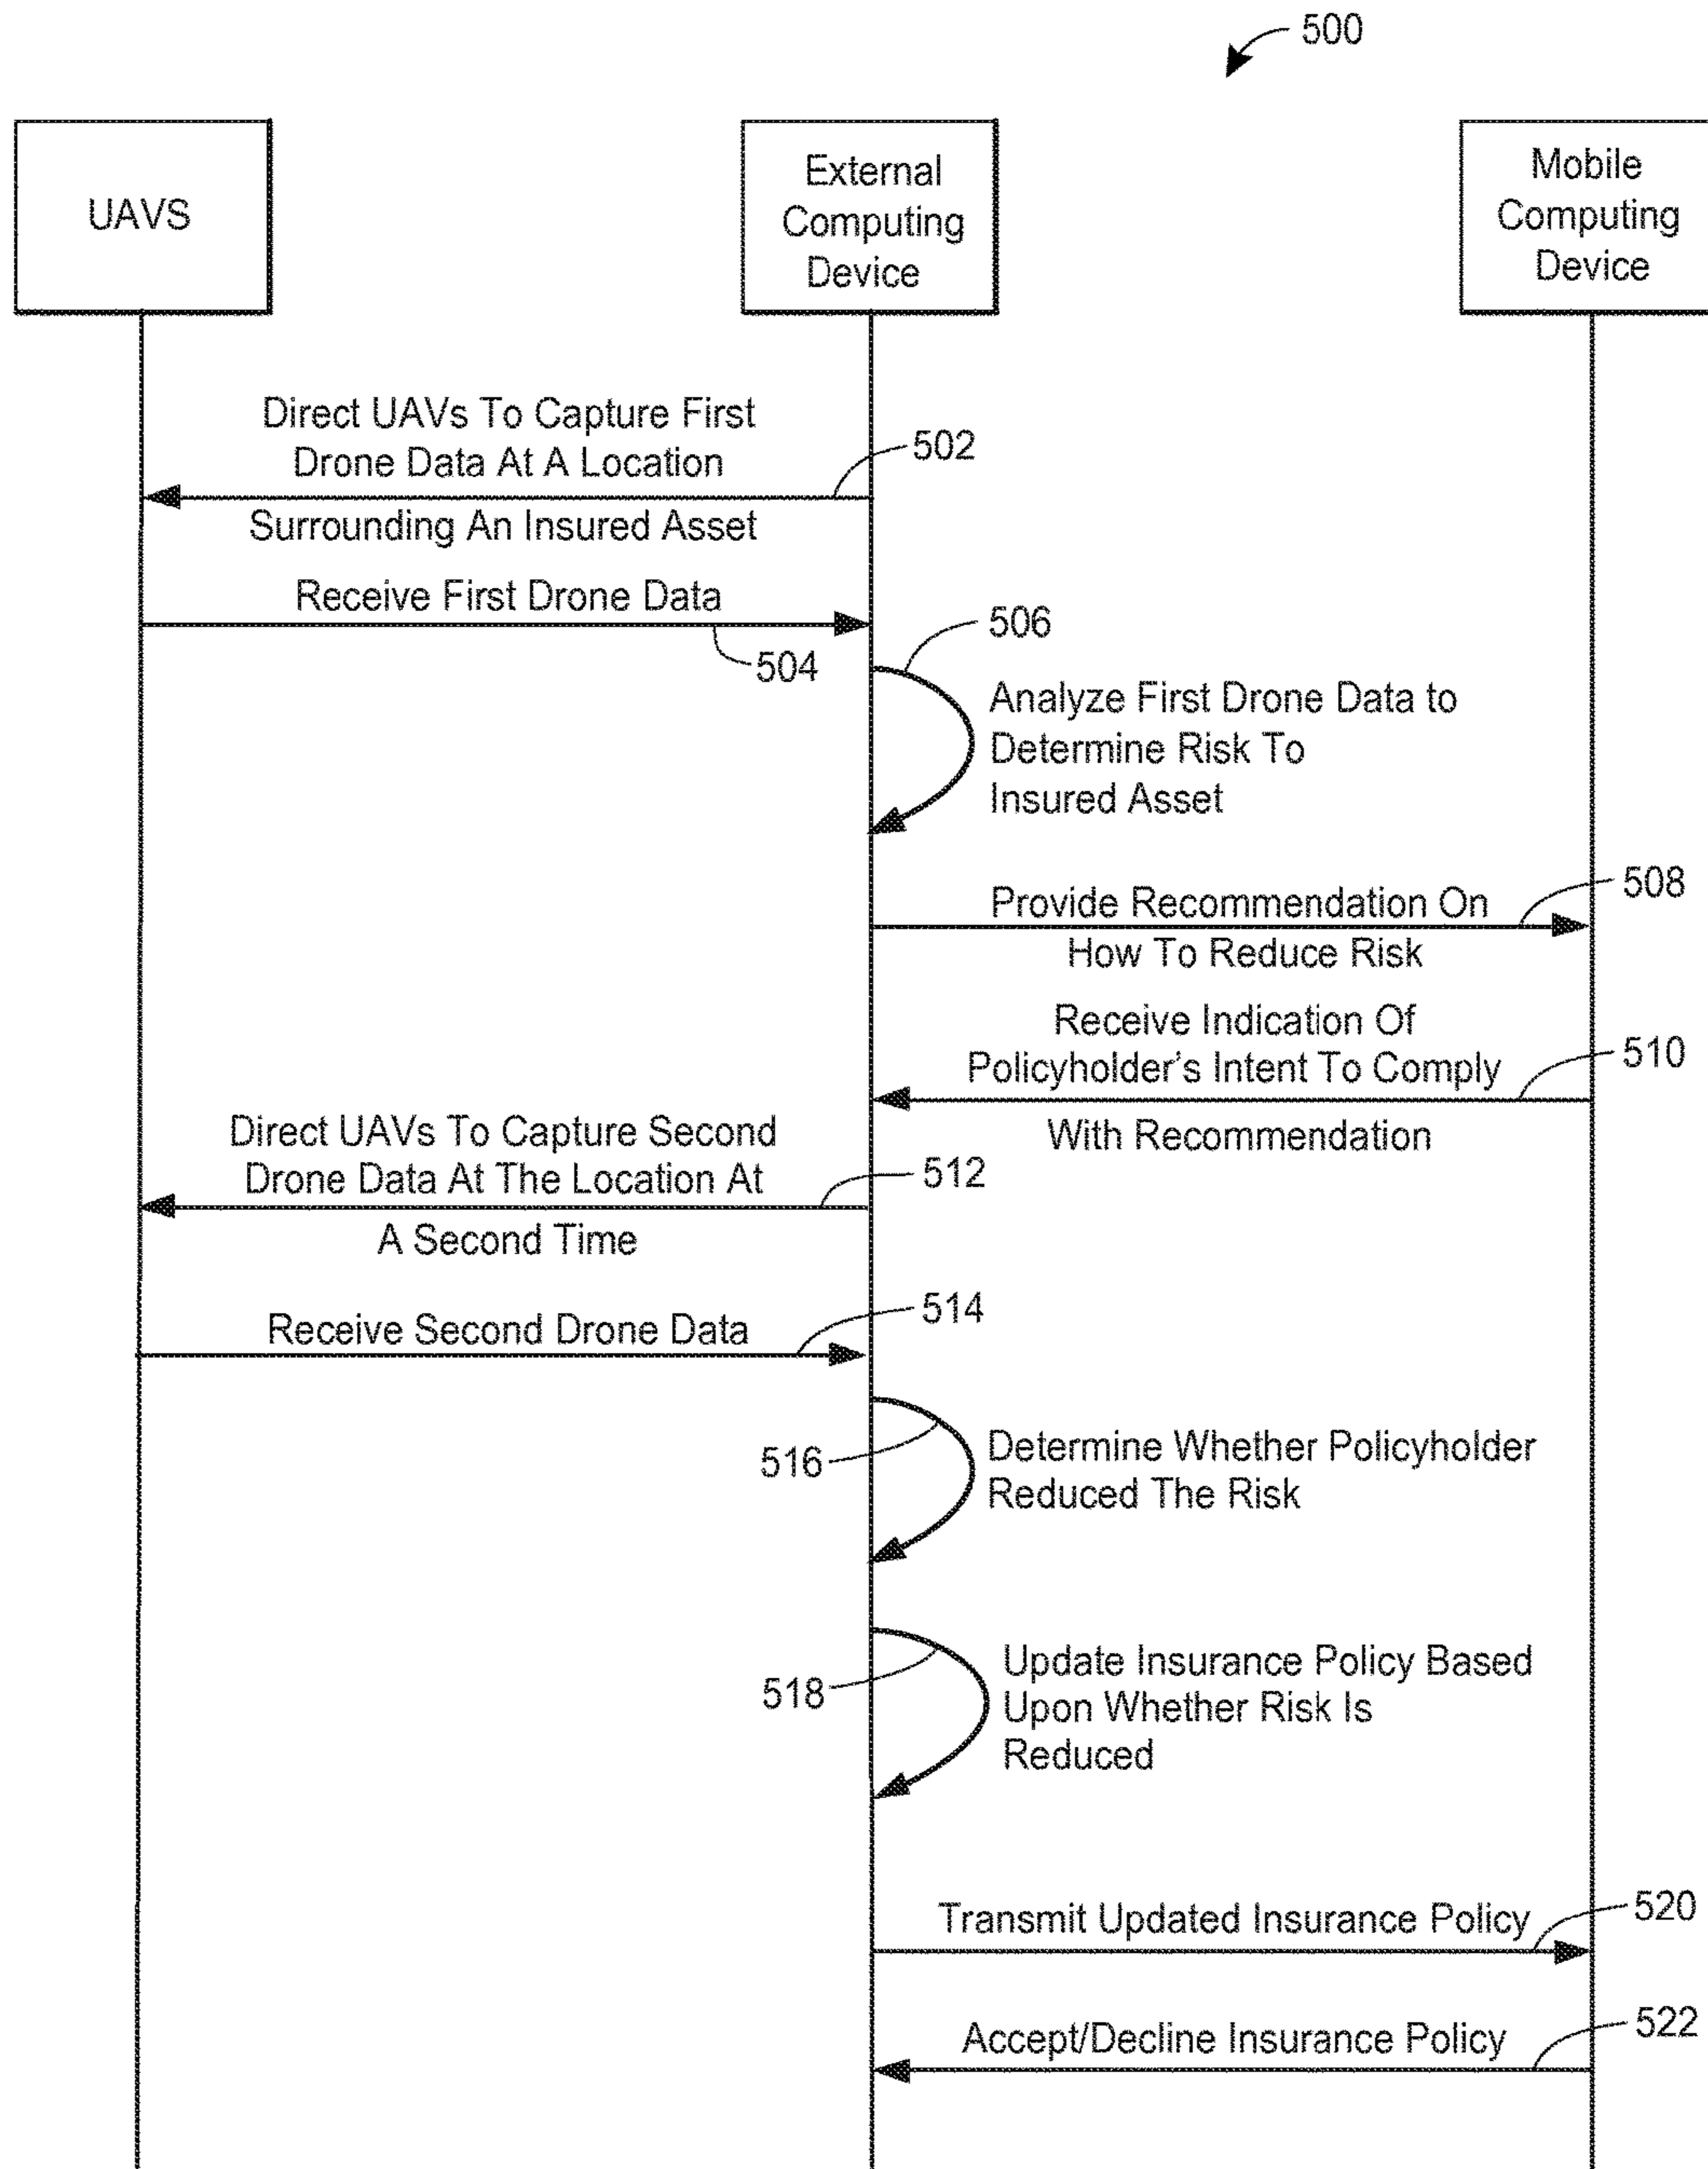 500
UAVS
External
Computing
Device
Mobile
Computing
Device
Direct UAVs To Capture First
Drone Data At A Location
Surrounding An Insured Asset
502
Receive First Drone Data
504
506
Analyze First Drone Data to
Determine Risk To
Insured Asset
508
Provide Recommendation On
How To Reduce Risk
Receive Indication Of
Policyholder's Intent To Comply
With Recommendation
510
Direct UAVs To Capture Second
Drone Data At The Location At
A Second Time
512
Receive Second Drone Data
514
516
Determine Whether Policyholder
Reduced The Risk
518
Update Insurance Policy Based
Upon Whether Risk Is
Reduced
Transmit Updated Insurance Policy
520
Accept/Decline Insurance Policy
522